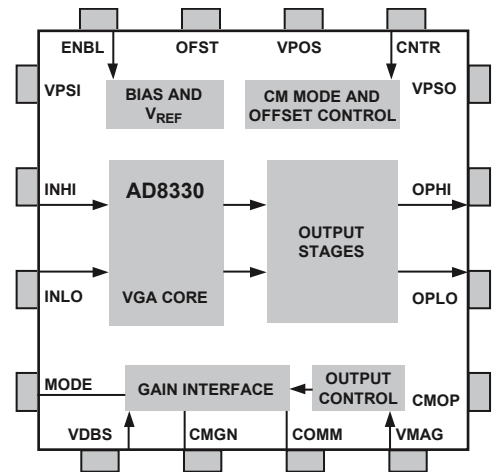 ENBL OFST VPOS CNTR
VPSI
BIAS AND
VREF
CM MODE AND
OFFSET CONTROL
VPSO
INHI
AD8330
VGA CORE
OUTPUT
STAGES
OPHI
INLO
OPLO
MODE
GAIN INTERFACE
OUTPUT
CONTROL
CMOP
VDBS CMGN COMM VMAG